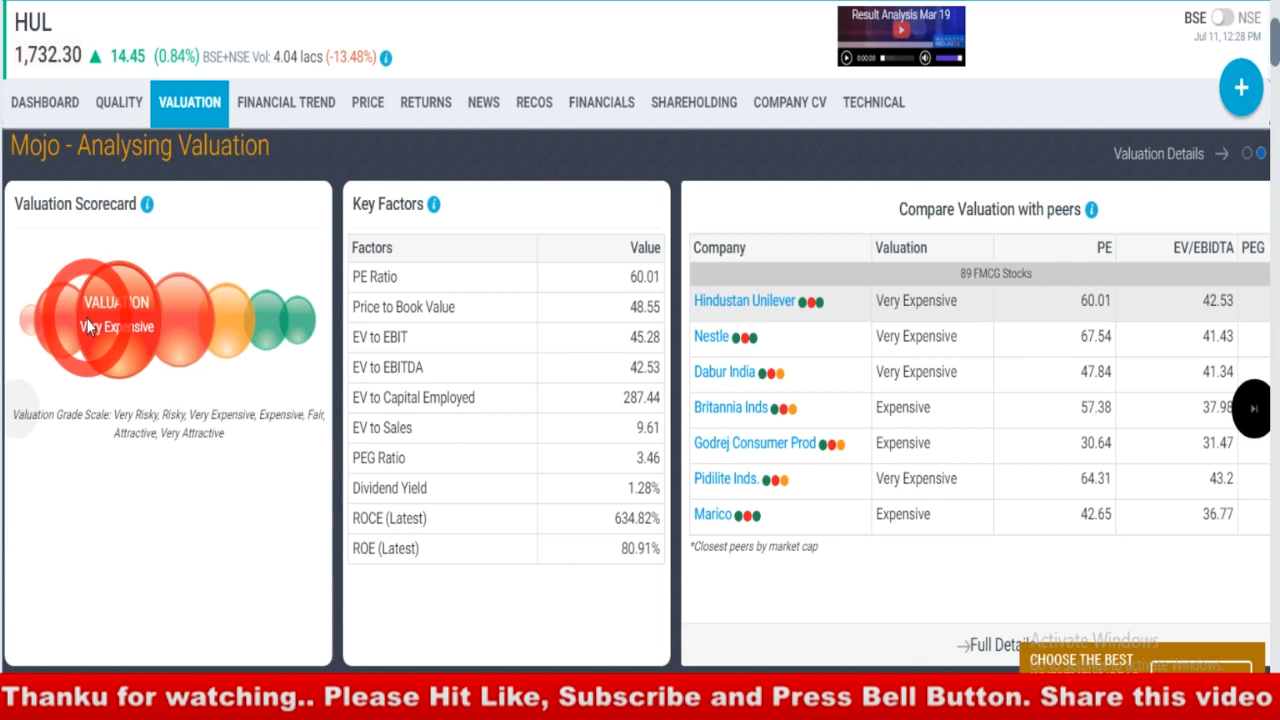 HUL
1,732.30 ▲ 14.45 (0.84%) BSE+NSE Vol: 4.04 lacs (-13.48%)
Result Analysis Mar 19
0:00:00
BSE NSE
Jul 11, 12:28 PM
+
DASHBOARD QUALITY VALUATION FINANCIAL TREND PRICE RETURNS NEWS RECOS FINANCIALS SHAREHOLDING COMPANY CV TECHNICAL
Mojo - Analysing Valuation
Valuation Details →
Valuation Scorecard
VALUATION
Very Expensive
Valuation Grade Scale: Very Risky, Risky, Very Expensive, Expensive, Fair,
Attractive, Very Attractive
Key Factors
Factors Value
PE Ratio 60.01
Price to Book Value 48.55
EV to EBIT 45.28
EV to EBITDA 42.53
EV to Capital Employed 287.44
EV to Sales 9.61
PEG Ratio 3.46
Dividend Yield 1.28%
ROCE (Latest) 634.82%
ROE (Latest) 80.91%
Compare Valuation with peers
Company Valuation PE EV/EBIDTA PEG
89 FMCG Stocks
Hindustan Unilever Very Expensive 60.01 42.53
Nestle Very Expensive 67.54 41.43
Dabur India Very Expensive 47.84 41.34
Britannia Inds Expensive 57.38 37.98
Godrej Consumer Prod Expensive 30.64 31.47
Pidilite Inds. Very Expensive 64.31 43.2
Marico Expensive 42.65 36.77
*Closest peers by market cap
→Full Detai
Activate Windows
CHOOSE THE BEST
Thanku for watching.. Please Hit Like, Subscribe and Press Bell Button. Share this video